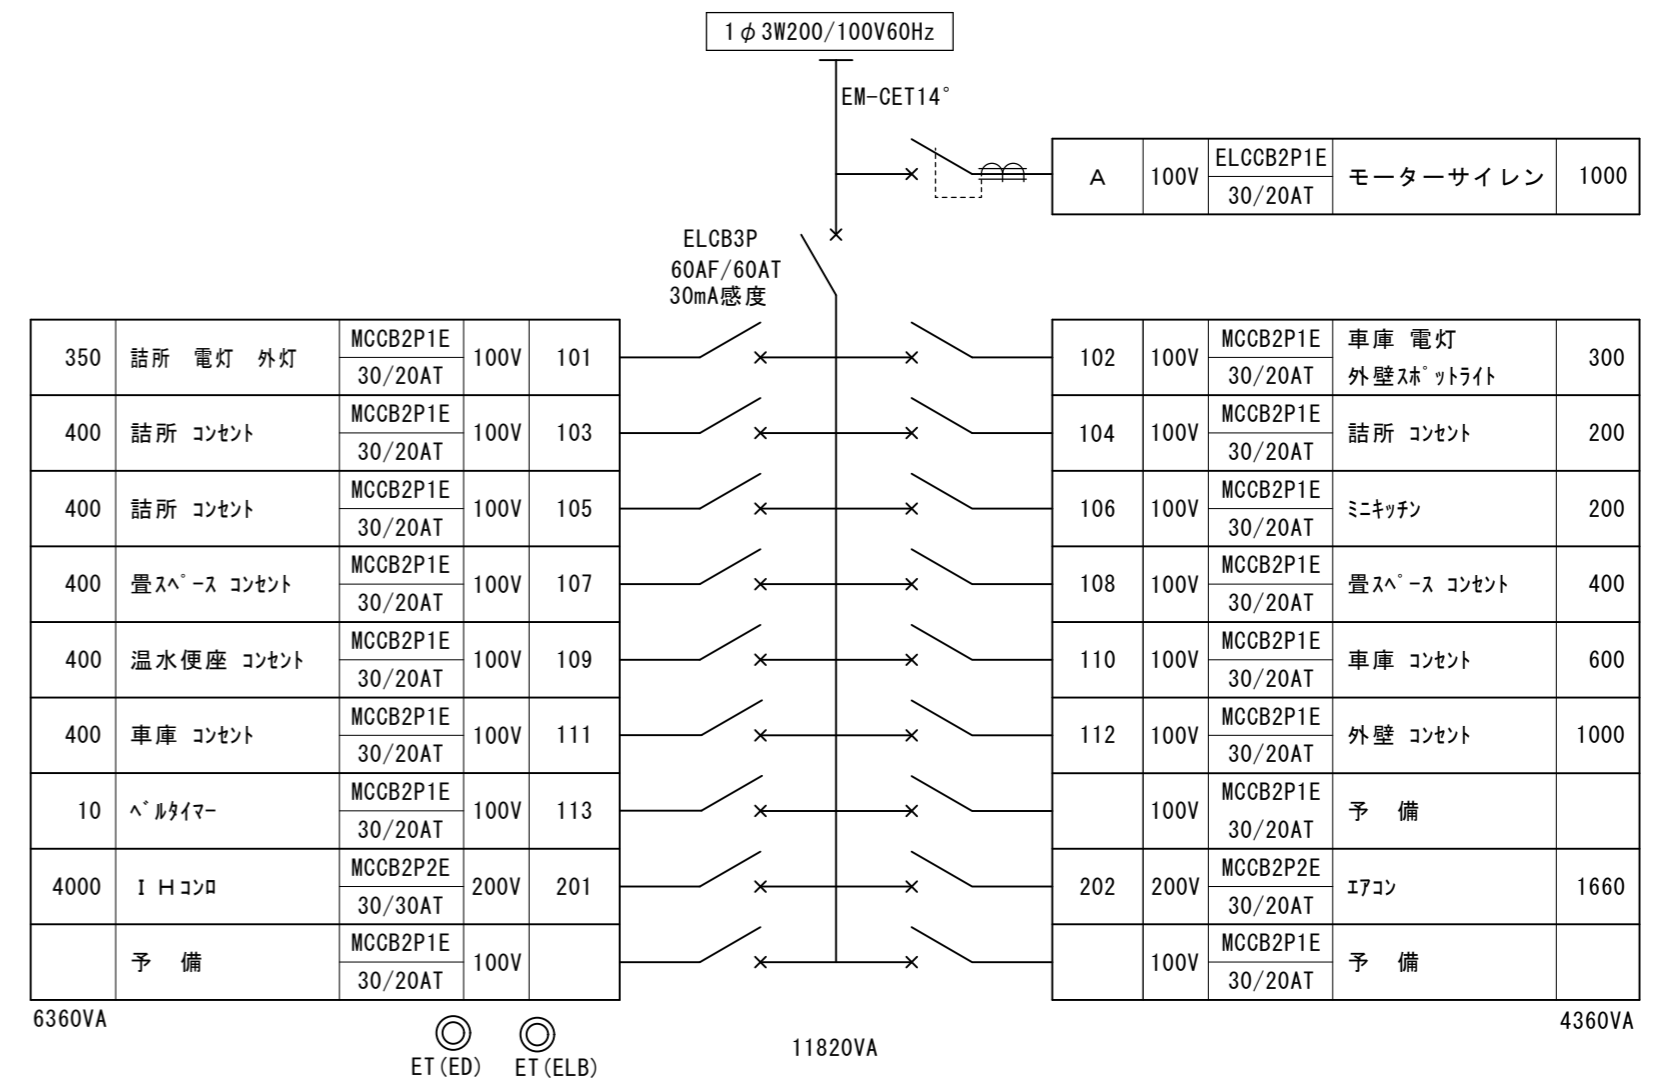 1φ3W200/100V60Hz
EM-CET14°
A 100V ELCCB2P1E 30/20AT モーターサイレン 1000
ELCB3P
60AF/60AT
30mA感度
350 詰所 電灯 外灯 MCCB2P1E 30/20AT 100V 101
400 詰所 コンセント MCCB2P1E 30/20AT 100V 103
400 詰所 コンセント MCCB2P1E 30/20AT 100V 105
400 畳スペース コンセント MCCB2P1E 30/20AT 100V 107
400 温水便座 コンセント MCCB2P1E 30/20AT 100V 109
400 車庫 コンセント MCCB2P1E 30/20AT 100V 111
10 ベルタイマー MCCB2P1E 30/20AT 100V 113
4000 IHコンロ MCCB2P2E 30/30AT 200V 201
予 備 MCCB2P1E 30/20AT 100V
6360VA
102 100V MCCB2P1E 30/20AT 車庫 電灯 外壁スポットライト 300
104 100V MCCB2P1E 30/20AT 詰所 コンセント 200
106 100V MCCB2P1E 30/20AT ミニキッチン 200
108 100V MCCB2P1E 30/20AT 畳スペース コンセント 400
110 100V MCCB2P1E 30/20AT 車庫 コンセント 600
112 100V MCCB2P1E 30/20AT 外壁 コンセント 1000
100V MCCB2P1E 30/20AT 予 備
202 200V MCCB2P2E 30/20AT エアコン 1660
100V MCCB2P1E 30/20AT 予 備
4360VA
ET(ED) ET(ELB)
11820VA